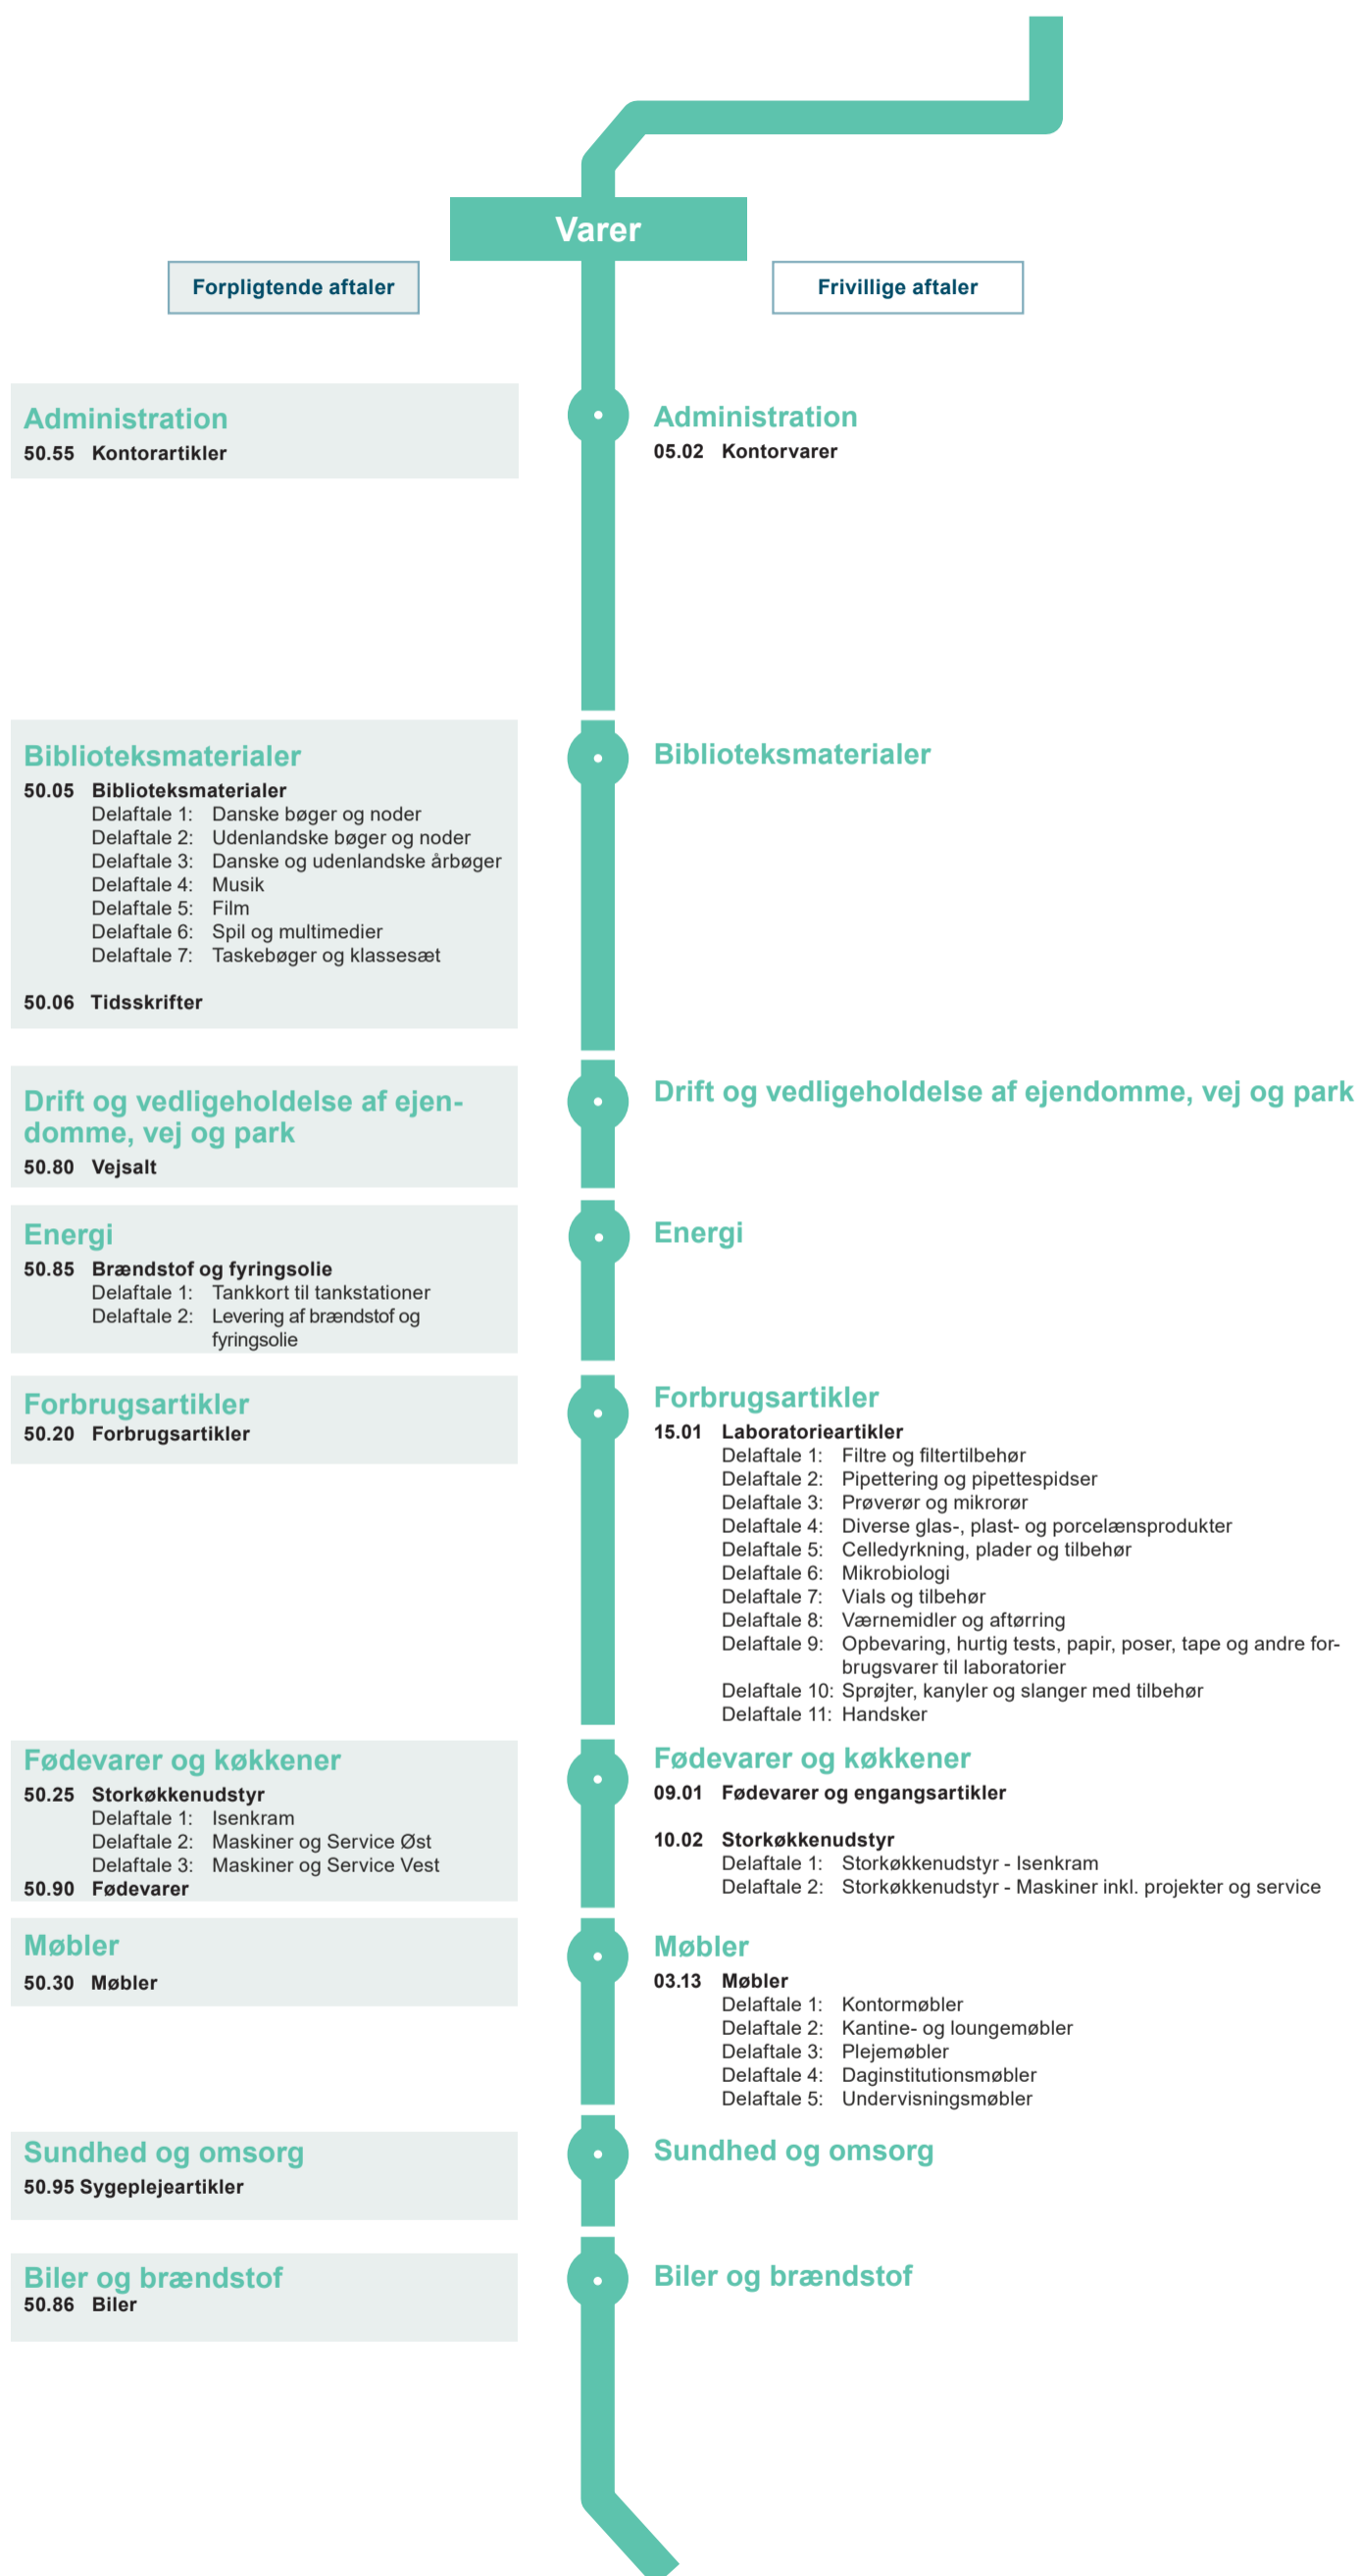 Varer
Forpligtende aftaler
Frivillige aftaler
Administration
50.55 Kontorartikler
Administration
05.02 Kontorvarer
Biblioteksmaterialer
50.05 Biblioteksmaterialer
Delaftale 1: Danske bøger og noder
Delaftale 2: Udenlandske bøger og noder
Delaftale 3: Danske og udenlandske årbøger
Delaftale 4: Musik
Delaftale 5: Film
Delaftale 6: Spil og multimedier
Delaftale 7: Taskebøger og klassesæt
50.06 Tidsskrifter
Biblioteksmaterialer
Drift og vedligeholdelse af ejen-
domme, vej og park
50.80 Vejsalt
Drift og vedligeholdelse af ejendomme, vej og park
Energi
50.85 Brændstof og fyringsolie
Delaftale 1: Tankkort til tankstationer
Delaftale 2: Levering af brændstof og
fyringsolie
Energi
Forbrugsartikler
50.20 Forbrugsartikler
Forbrugsartikler
15.01 Laboratorieartikler
Delaftale 1: Filtre og filtertilbehør
Delaftale 2: Pipettering og pipettespidser
Delaftale 3: Prøverør og mikrorør
Delaftale 4: Diverse glas-, plast- og porcelænsprodukter
Delaftale 5: Celledyrkning, plader og tilbehør
Delaftale 6: Mikrobiologi
Delaftale 7: Vials og tilbehør
Delaftale 8: Værnemidler og aftørring
Delaftale 9: Opbevaring, hurtig tests, papir, poser, tape og andre for-
brugsvarer til laboratorier
Delaftale 10: Sprøjter, kanyler og slanger med tilbehør
Delaftale 11: Handsker
Fødevarer og køkkener
50.25 Storkøkkenudstyr
Delaftale 1: Isenkram
Delaftale 2: Maskiner og Service Øst
Delaftale 3: Maskiner og Service Vest
50.90 Fødevarer
Fødevarer og køkkener
09.01 Fødevarer og engangsartikler
10.02 Storkøkkenudstyr
Delaftale 1: Storkøkkenudstyr - Isenkram
Delaftale 2: Storkøkkenudstyr - Maskiner inkl. projekter og service
Møbler
50.30 Møbler
Møbler
03.13 Møbler
Delaftale 1: Kontormøbler
Delaftale 2: Kantine- og loungemøbler
Delaftale 3: Plejemøbler
Delaftale 4: Daginstitutionsmøbler
Delaftale 5: Undervisningsmøbler
Sundhed og omsorg
50.95 Sygeplejeartikler
Sundhed og omsorg
Biler og brændstof
50.86 Biler
Biler og brændstof